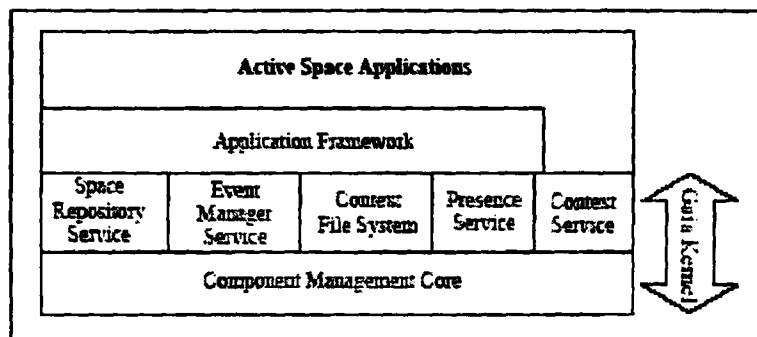 Active Space Applications
Application Framework
Space
Repository
Service
Event
Manager
Service
Context
File System
Presence
Service
Context
Service
Component Management Core
Gaia Kernel